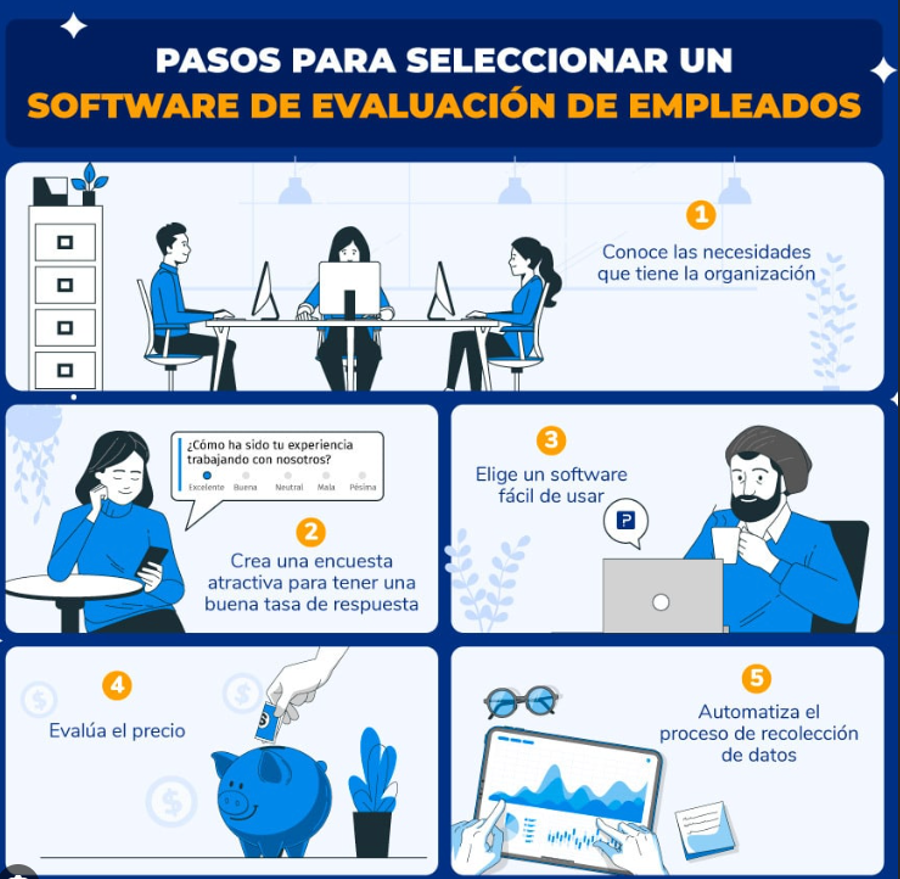 PASOS PARA SELECCIONAR UN
SOFTWARE DE EVALUACIÓN DE EMPLEADOS
1
Conoce las necesidades
que tiene la organización
¿Cómo ha sido tu experiencia
trabajando con nosotros?
Excelente Buena Neutral Mala Pésima
2
Crea una encuesta
atractiva para tener una
buena tasa de respuesta
3
Elige un software
fácil de usar
P
4
Evalúa el precio
$
$
$
$
5
Automatiza el
proceso de recolección
de datos